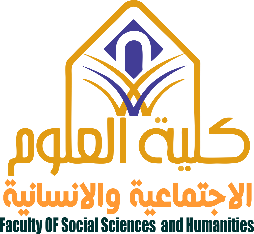 كلية العلوم
الاجتماعية والانسانية
Faculty OF Social Sciences and Humanities